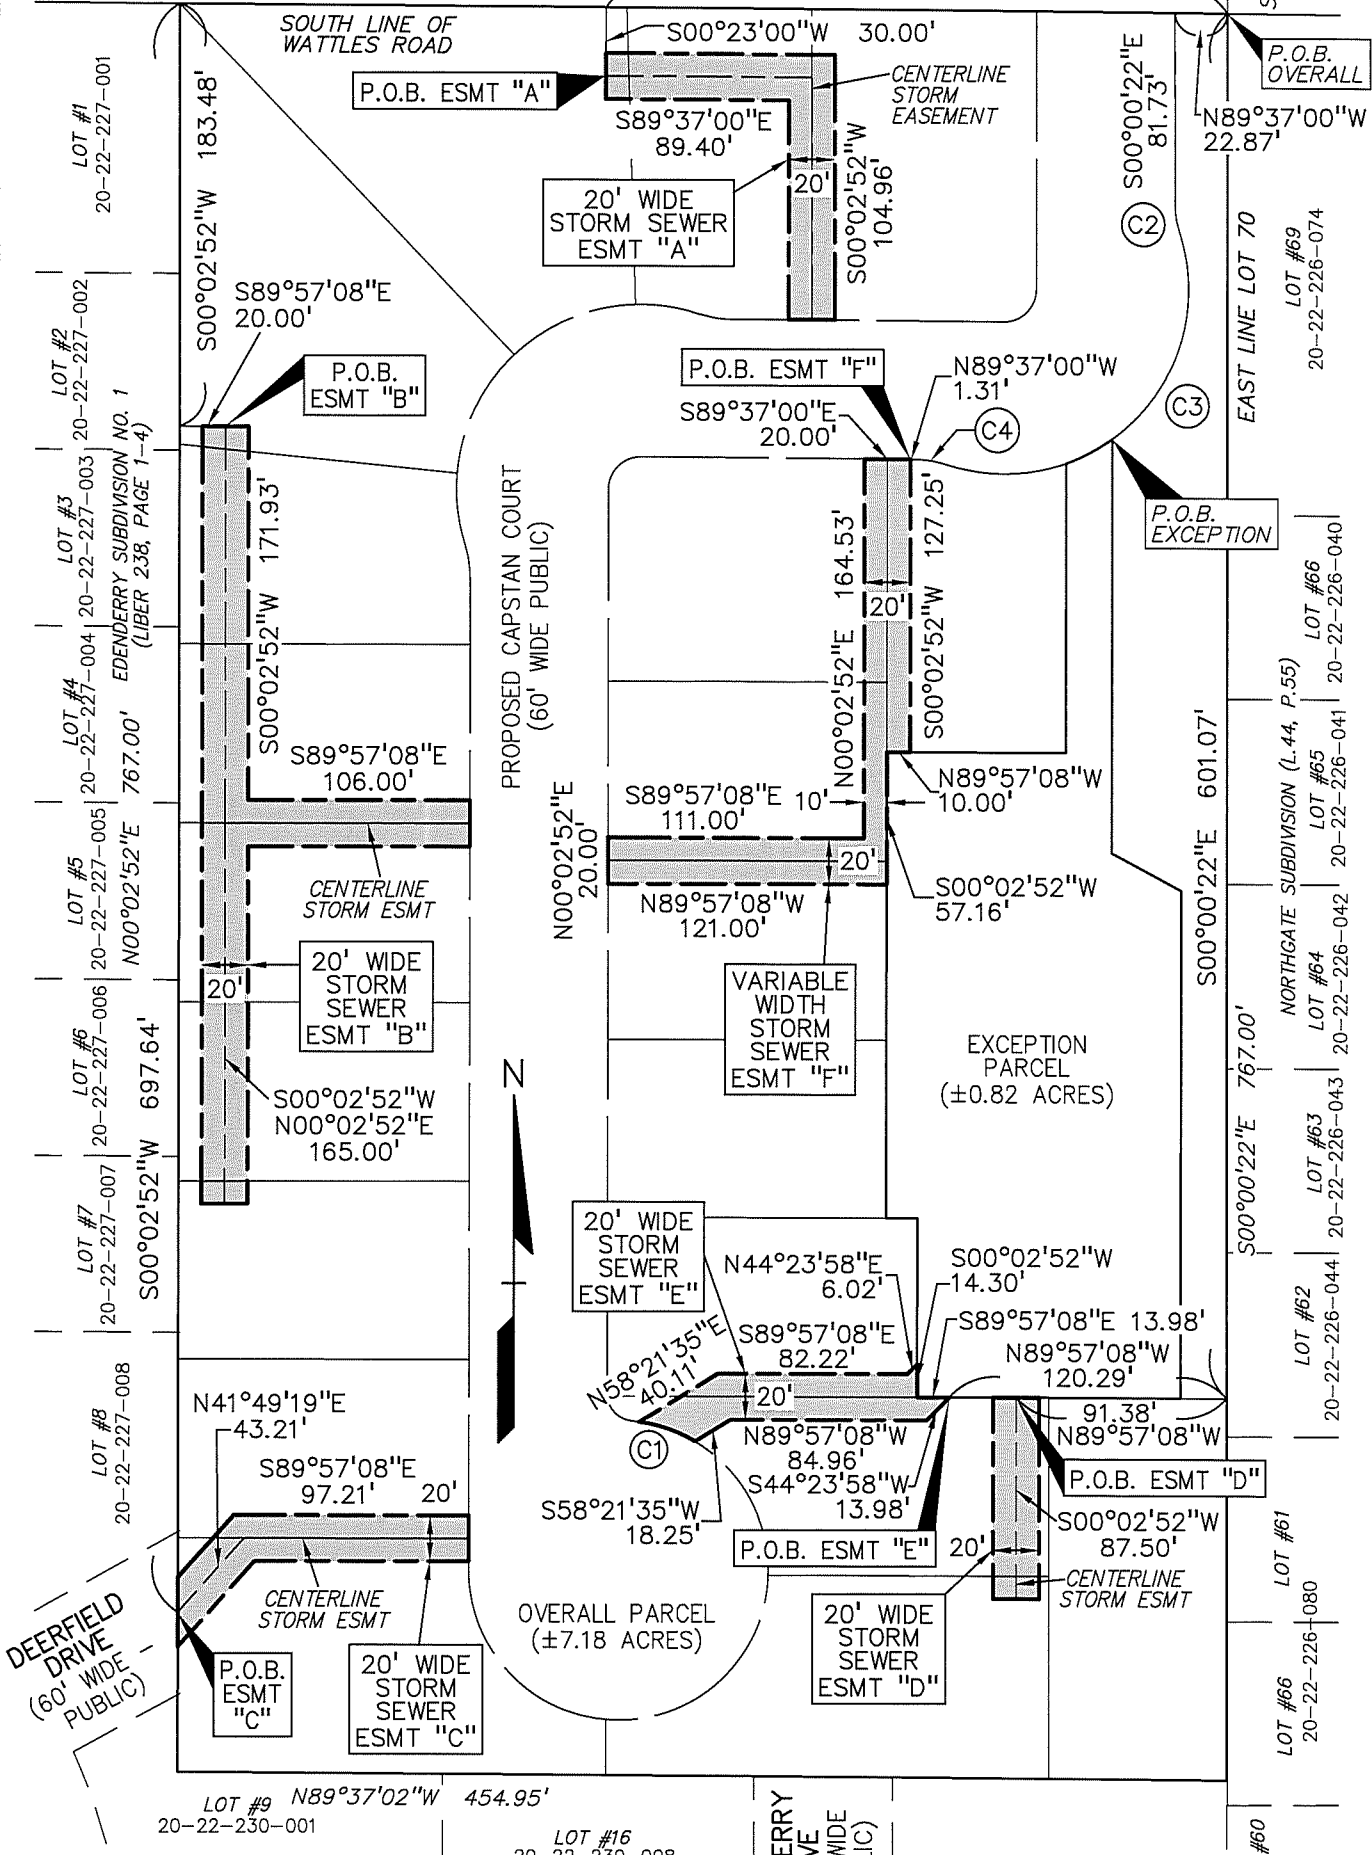 SOUTH LINE OF
WATTLES ROAD
S00°23'00"W 30.00'
P.O.B. ESMT "A"
CENTERLINE
STORM
EASEMENT
S89°37'00"E
89.40'
20' WIDE
STORM SEWER
ESMT "A"
20'
S00°02'52"W
104.96'
S00°00'22"E
81.73'
P.O.B.
OVERALL
N89°37'00"W
22.87'
C2
LOT #1
20-22-227-001
S00°02'52"W 183.48'
EAST LINE LOT 70
LOT #69
20-22-226-074
S89°57'08"E
20.00'
LOT #2
20-22-227-002
P.O.B.
ESMT "B"
P.O.B. ESMT "F"
N89°37'00"W
1.31'
S89°37'00"E
20.00'
C4
C3
P.O.B.
EXCEPTION
LOT #3
20-22-227-003
EDENDERRY SUBDIVISION NO. 1
(LIBER 238, PAGE 1-4)
S00°02'52"W 171.93'
PROPOSED CAPSTAN COURT
(60' WIDE PUBLIC)
N00°02'52"E 164.53'
20'
S00°02'52"W 127.25'
LOT #66
20-22-226-040
LOT #4
20-22-227-004
S89°57'08"E
106.00'
S89°57'08"E
111.00'
10'
N89°57'08"W
10.00'
LOT #65
20-22-226-041
NORTHGATE SUBDIVISION (L.44, P.55)
S00°00'22"E 601.07'
LOT #5
20-22-227-005
N00°02'52"E 767.00'
CENTERLINE
STORM ESMT
N00°02'52"E
20.00'
20'
N89°57'08"W
121.00'
S00°02'52"W
57.16'
LOT #64
20-22-226-042
20' WIDE
STORM
SEWER
ESMT "B"
20'
VARIABLE
WIDTH
STORM
SEWER
ESMT "F"
EXCEPTION
PARCEL
(±0.82 ACRES)
LOT #6
20-22-227-006
S00°02'52"W 697.64'
S00°02'52"W
N00°02'52"E
165.00'
N
LOT #63
20-22-226-043
S00°00'22"E 767.00'
LOT #7
20-22-227-007
20' WIDE
STORM
SEWER
ESMT "E"
N44°23'58"E
6.02'
S00°02'52"W
14.30'
S89°57'08"E 13.98'
N89°57'08"W
120.29'
LOT #62
20-22-226-044
S89°57'08"E
82.22'
N58°21'35"E
40.11'
20'
C1
N89°57'08"W
84.96'
S44°23'58"W
13.98'
91.38'
N89°57'08"W
P.O.B. ESMT "D"
LOT #8
20-22-227-008
N41°49'19"E
43.21'
S89°57'08"E
97.21'
20'
S58°21'35"W
18.25'
P.O.B. ESMT "E"
20'
S00°02'52"W
87.50'
LOT #61
CENTERLINE
STORM ESMT
CENTERLINE
STORM ESMT
DEERFIELD
DRIVE
(60' WIDE
PUBLIC)
P.O.B.
ESMT
"C"
20' WIDE
STORM
SEWER
ESMT "C"
OVERALL PARCEL
(±7.18 ACRES)
20' WIDE
STORM
SEWER
ESMT "D"
LOT #66
20-22-226-080
N89°37'02"W 454.95'
LOT #9
20-22-230-001
LOT #16
#60